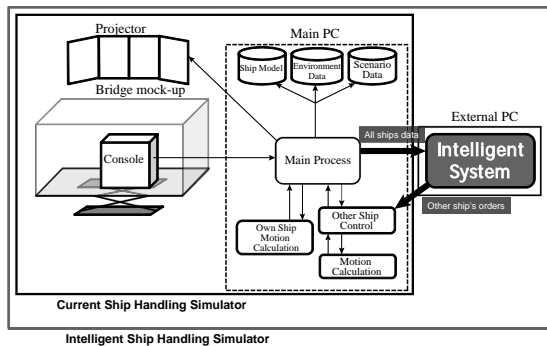 Projector
Main PC
Ship Model
Environment
Data
Scenario
Data
Bridge mock-up
External PC
All ships data
Console
Main Process
Intelligent
System
Other ship's orders
Own Ship
Motion
Calculation
Other Ship
Control
Motion
Calculation
Current Ship Handling Simulator
Intelligent Ship Handling Simulator